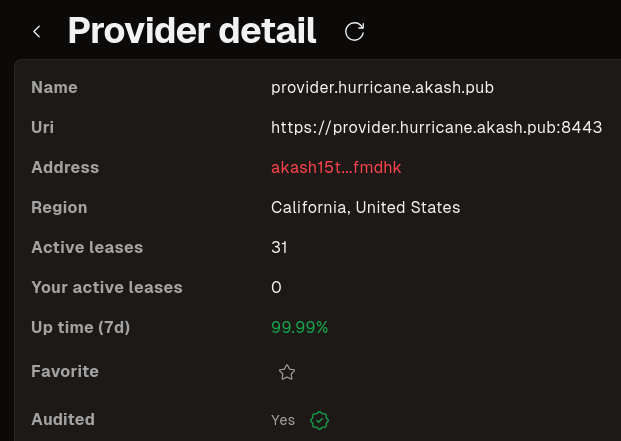 Provider detail
Name provider.hurricane.akash.pub
Uri https://provider.hurricane.akash.pub:8443
Address akash15t...fmdhk
Region California, United States
Active leases 31
Your active leases 0
Up time (7d) 99.99%
Favorite
Audited Yes